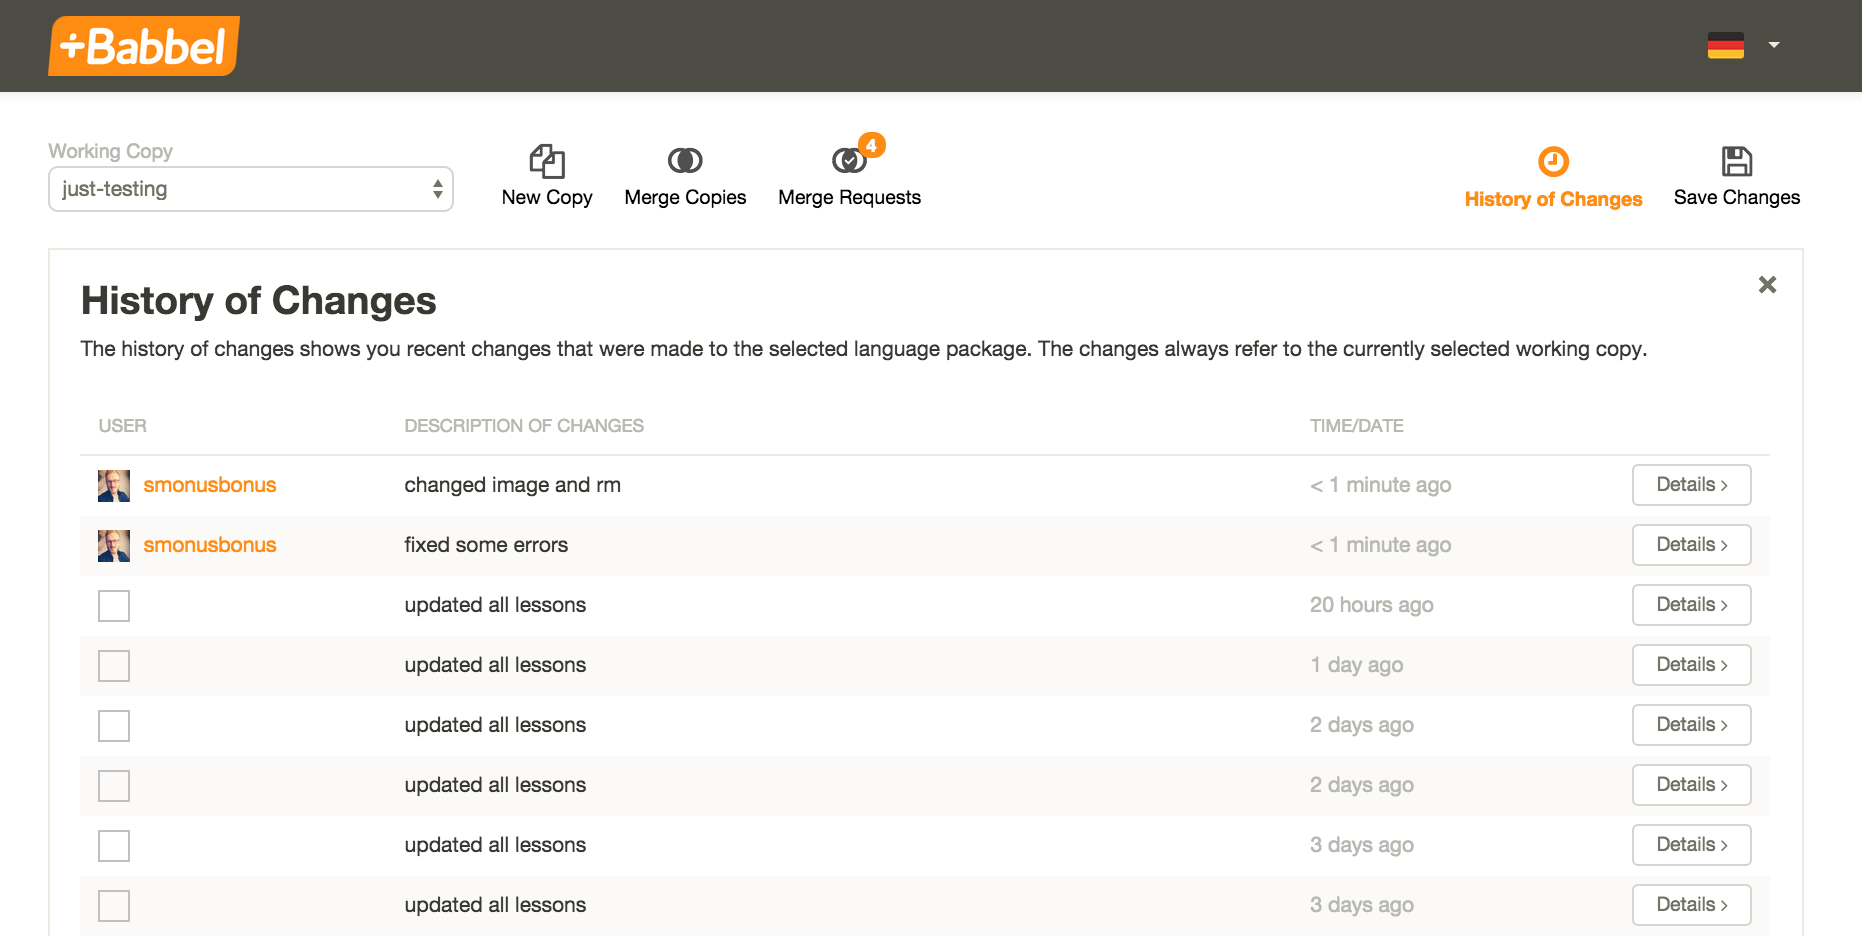 +Babbel
Working Copy
just-testing
New Copy
Merge Copies
4
Merge Requests
History of Changes
Save Changes
History of Changes
The history of changes shows you recent changes that were made to the selected language package. The changes always refer to the currently selected working copy.
USER DESCRIPTION OF CHANGES TIME/DATE
smonusbonus changed image and rm < 1 minute ago Details >
smonusbonus fixed some errors < 1 minute ago Details >
updated all lessons 20 hours ago Details >
updated all lessons 1 day ago Details >
updated all lessons 2 days ago Details >
updated all lessons 2 days ago Details >
updated all lessons 3 days ago Details >
updated all lessons 3 days ago Details >